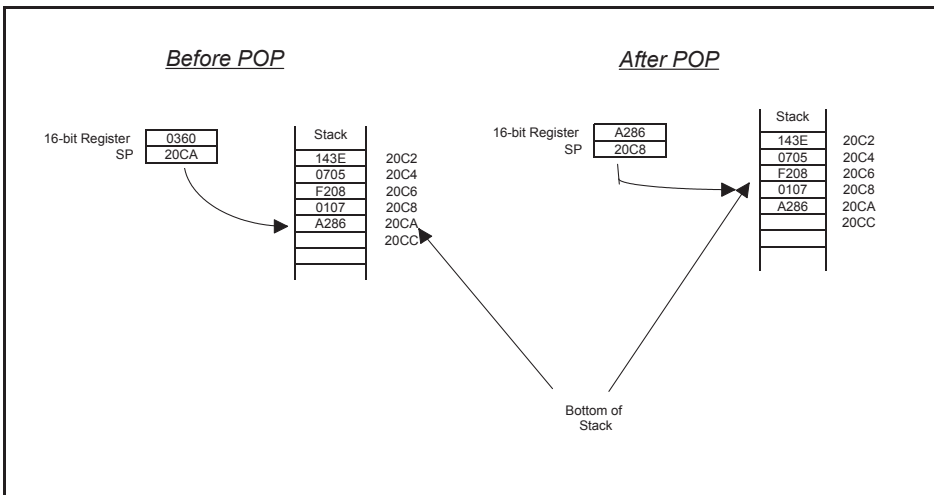 Before POP
After POP
16-bit Register 0360
SP 20CA
Stack
143E 20C2
0705 20C4
F208 20C6
0107 20C8
A286 20CA
20CC
16-bit Register A286
SP 20C8
Stack
143E 20C2
0705 20C4
F208 20C6
0107 20C8
A286 20CA
20CC
Bottom of
Stack